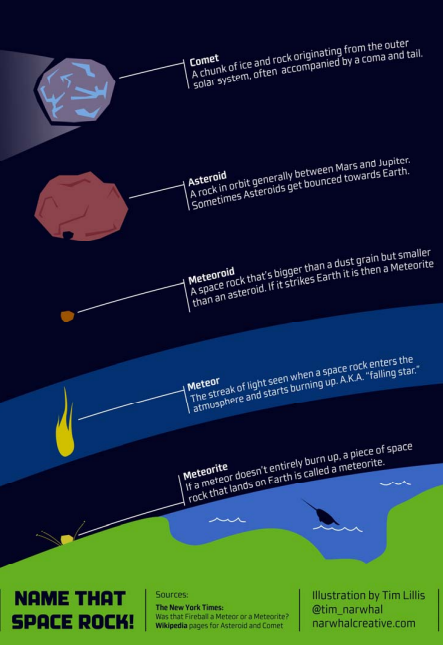 Comet
A chunk of ice and rock originating from the outer
solar system, often accompanied by a coma and tail.
Asteroid
A rock in orbit generally between Mars and Jupiter.
Sometimes Asteroids get bounced towards Earth.
Meteoroid
A space rock that's bigger than a dust grain but smaller
than an asteroid. If it strikes Earth it is then a Meteorite
Meteor
The streak of light seen when a space rock enters the
atmusphere and starts burning up. A.K.A. "falling star."
Meteorite
If a meteor doesn't entirely burn up, a piece of space
rock that lands on Earth is called a meteorite.
NAME THAT
SPACE ROCK!
Sources:
The New York Times:
Was that Fireball a Meteor or a Meteorite?
Wikipedia pages for Asteroid and Comet
Illustration by Tim Lillis
@tim_narwhal
narwhalcreative.com